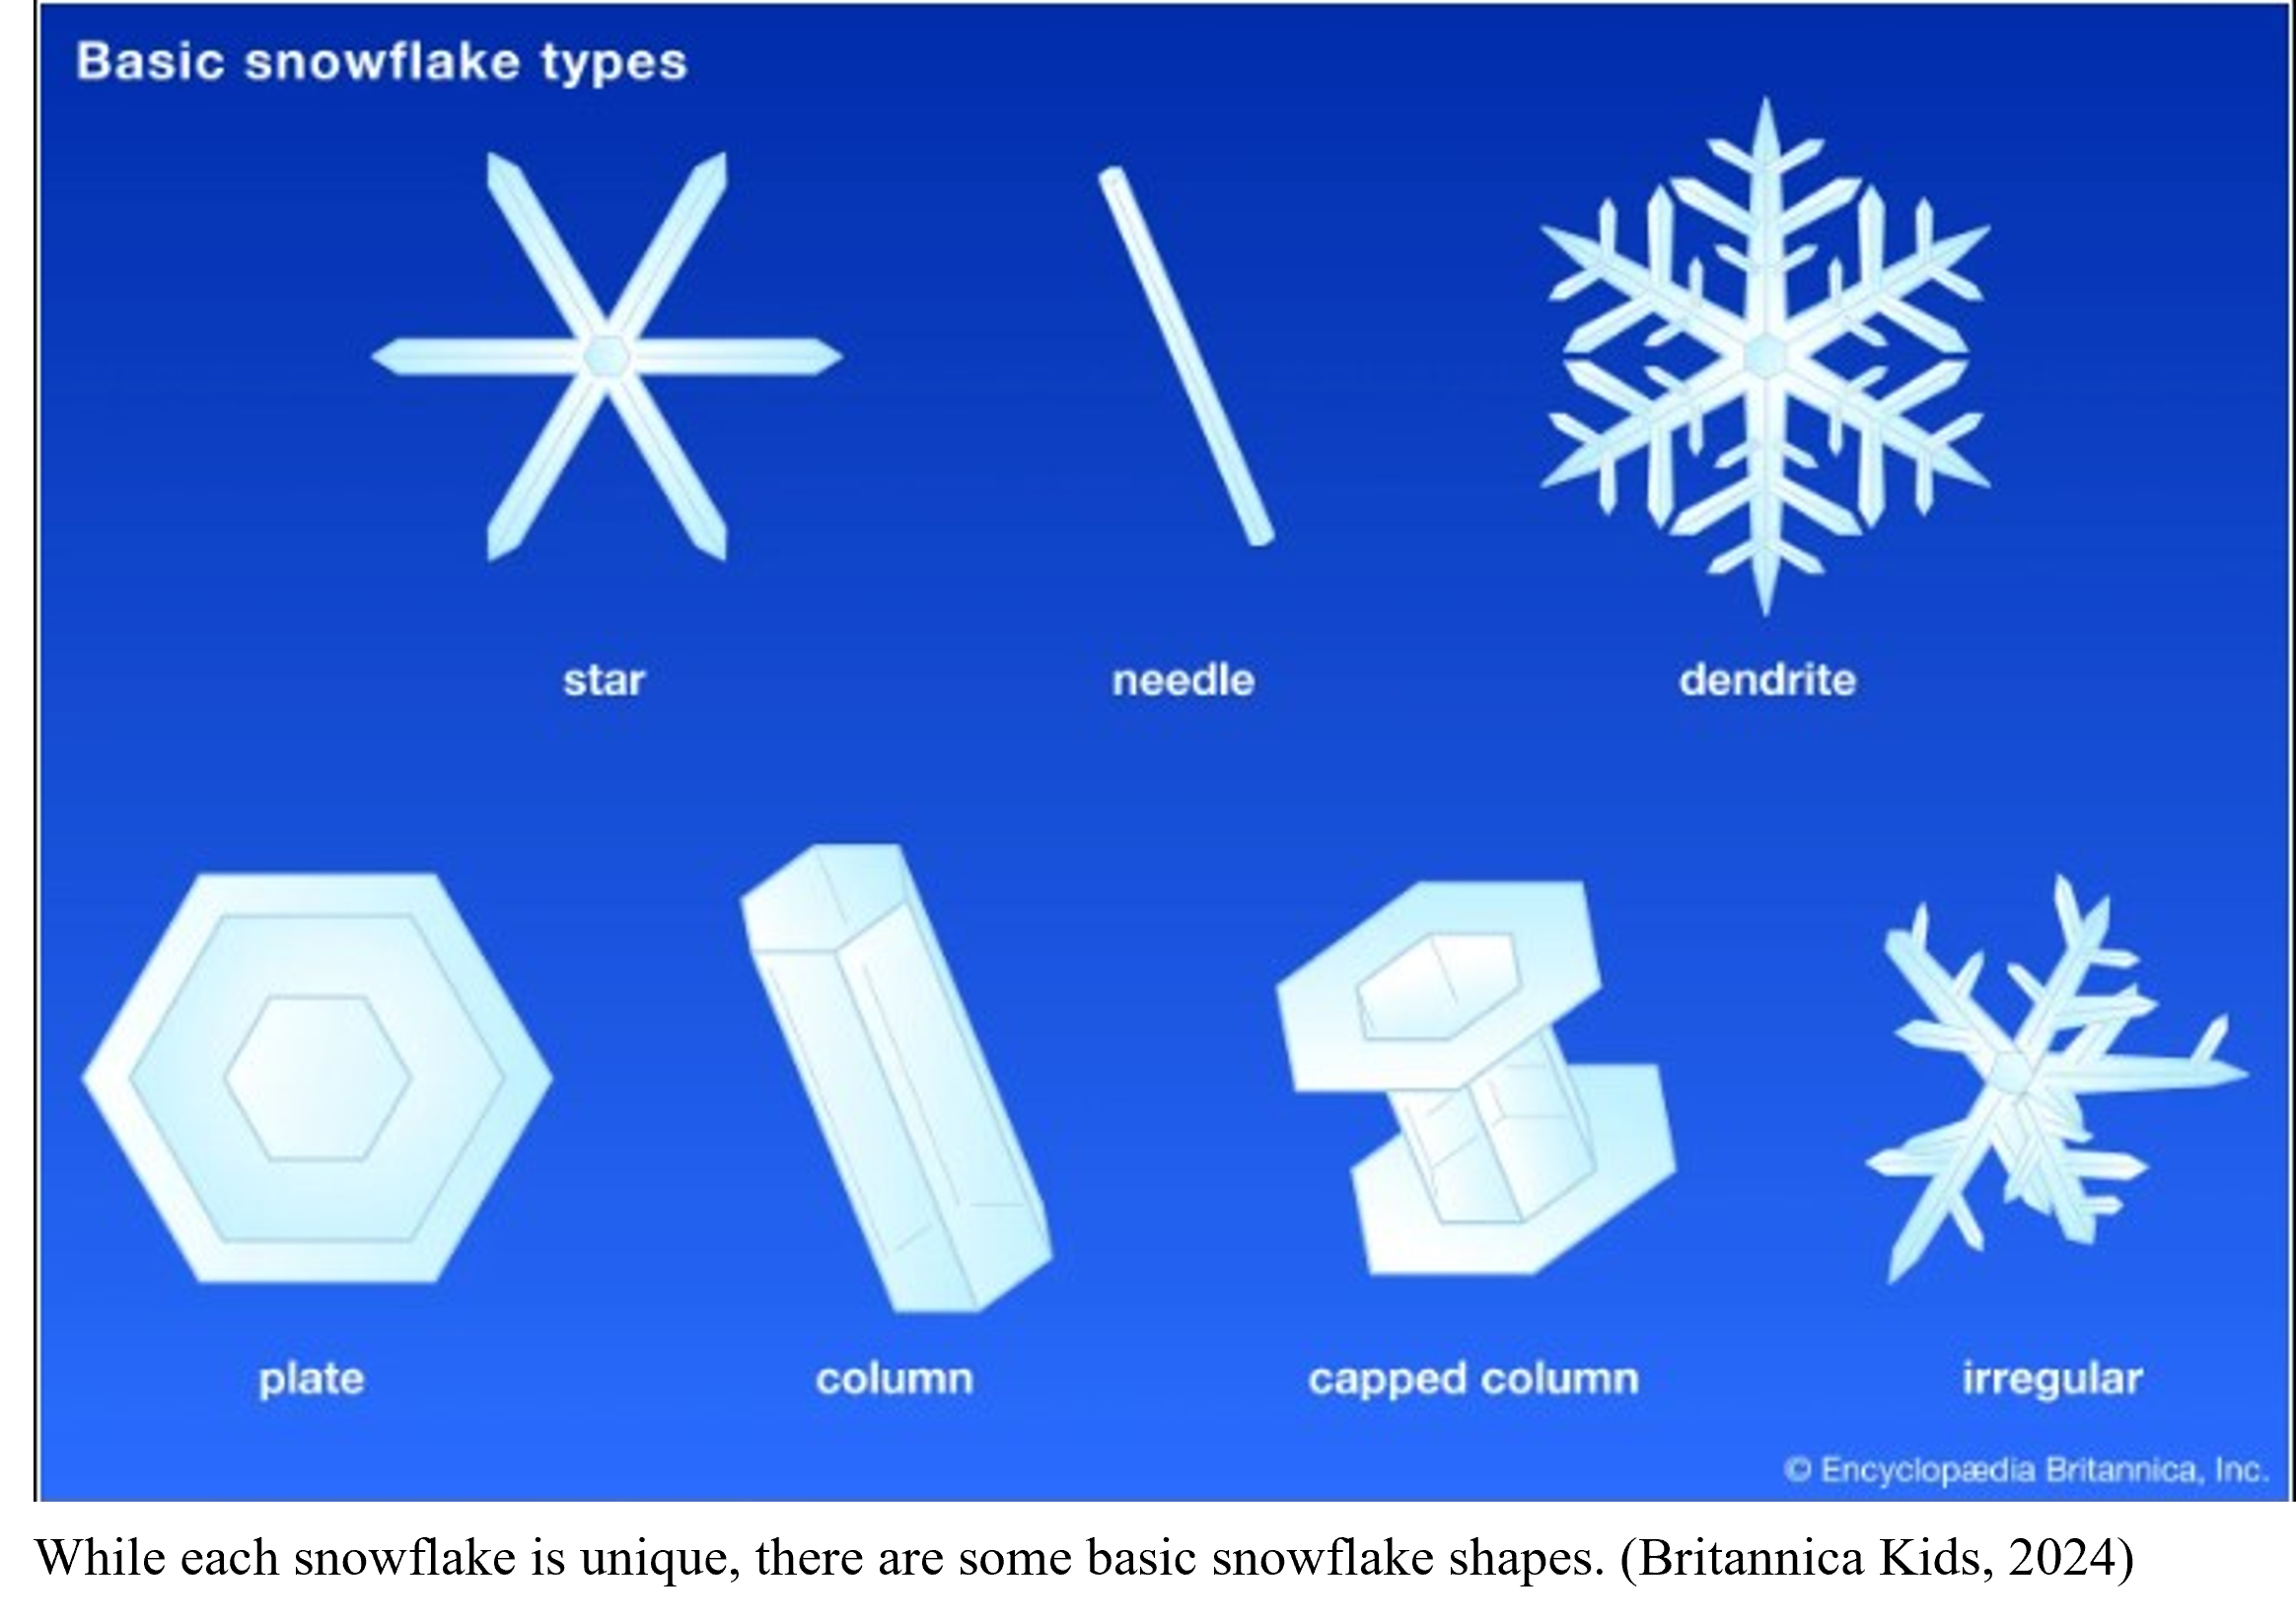 Basic snowflake types
star needle dendrite
plate column capped column irregular
© Encyclopædia Britannica, Inc.
While each snowflake is unique, there are some basic snowflake shapes. (Britannica Kids, 2024)